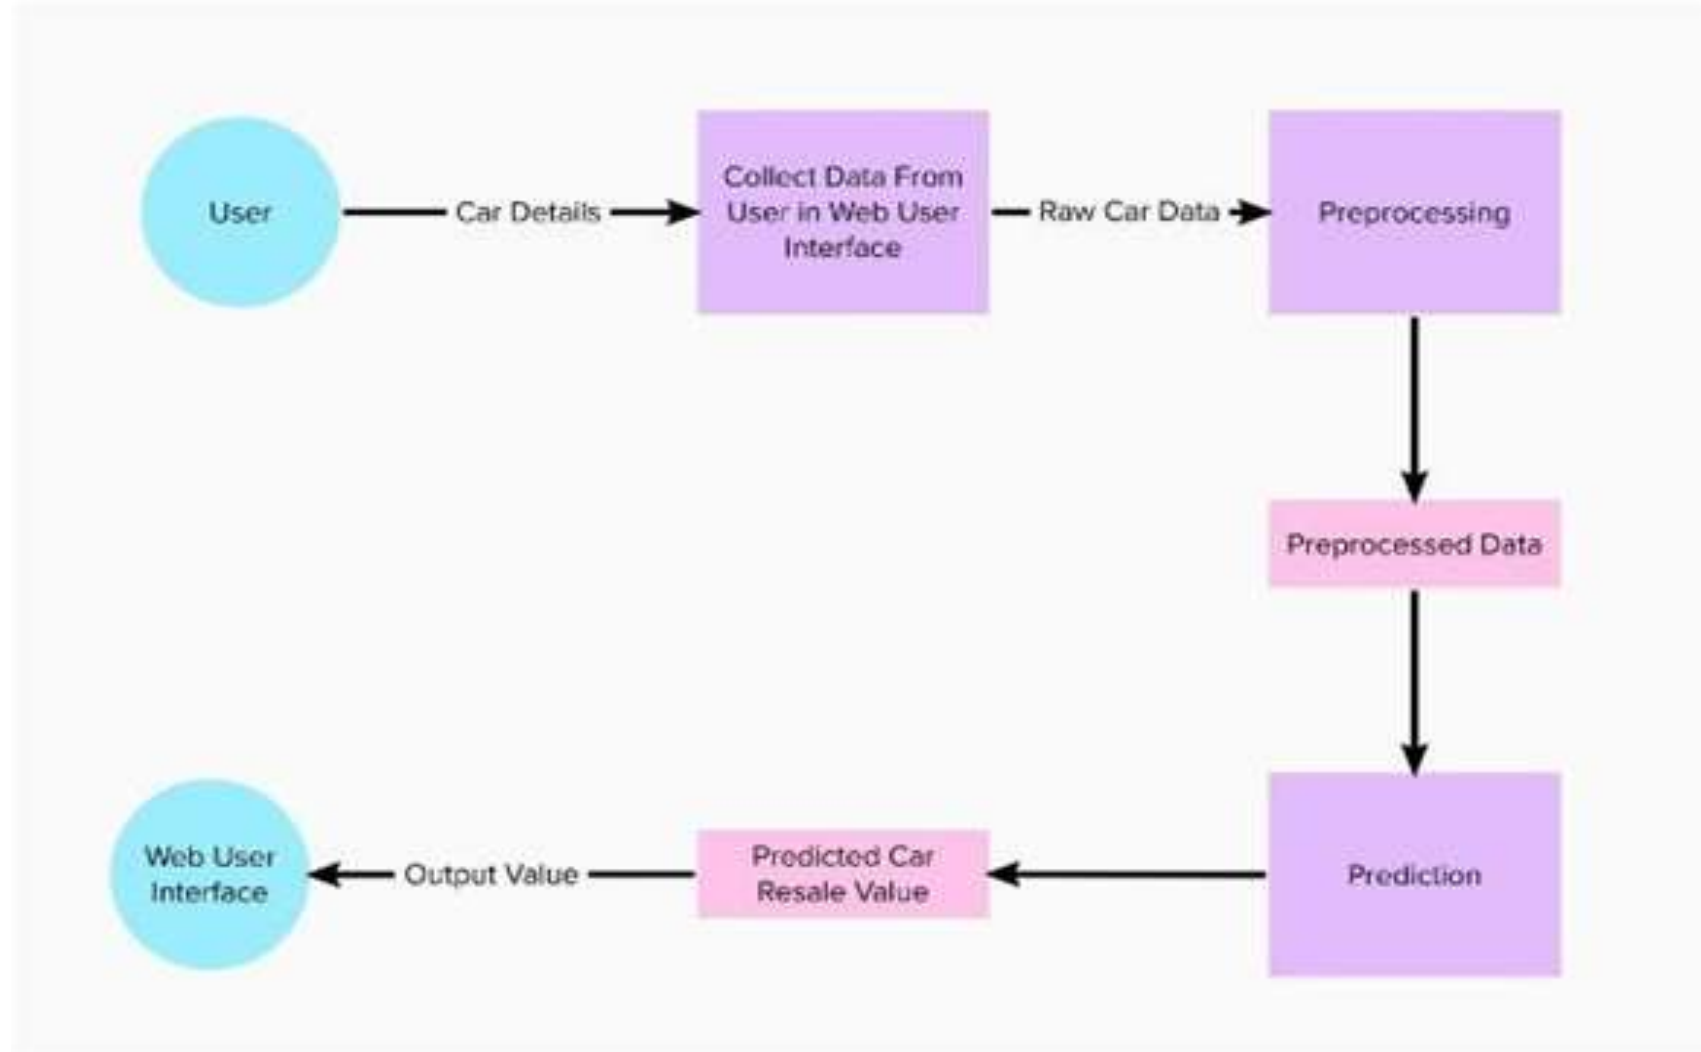 User
Car Details
Collect Data From
User in Web User
Interface
Raw Car Data
Preprocessing
Preprocessed Data
Prediction
Predicted Car
Resale Value
Output Value
Web User
Interface